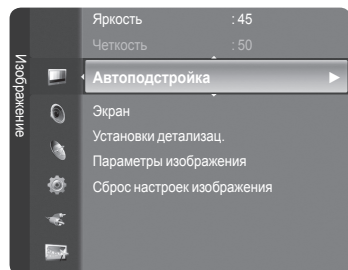 Изображение
Яркость : 45
Четкость : 50
Автоподстройка
Экран
Установки детализац.
Параметры изображения
Сброс настроек изображения